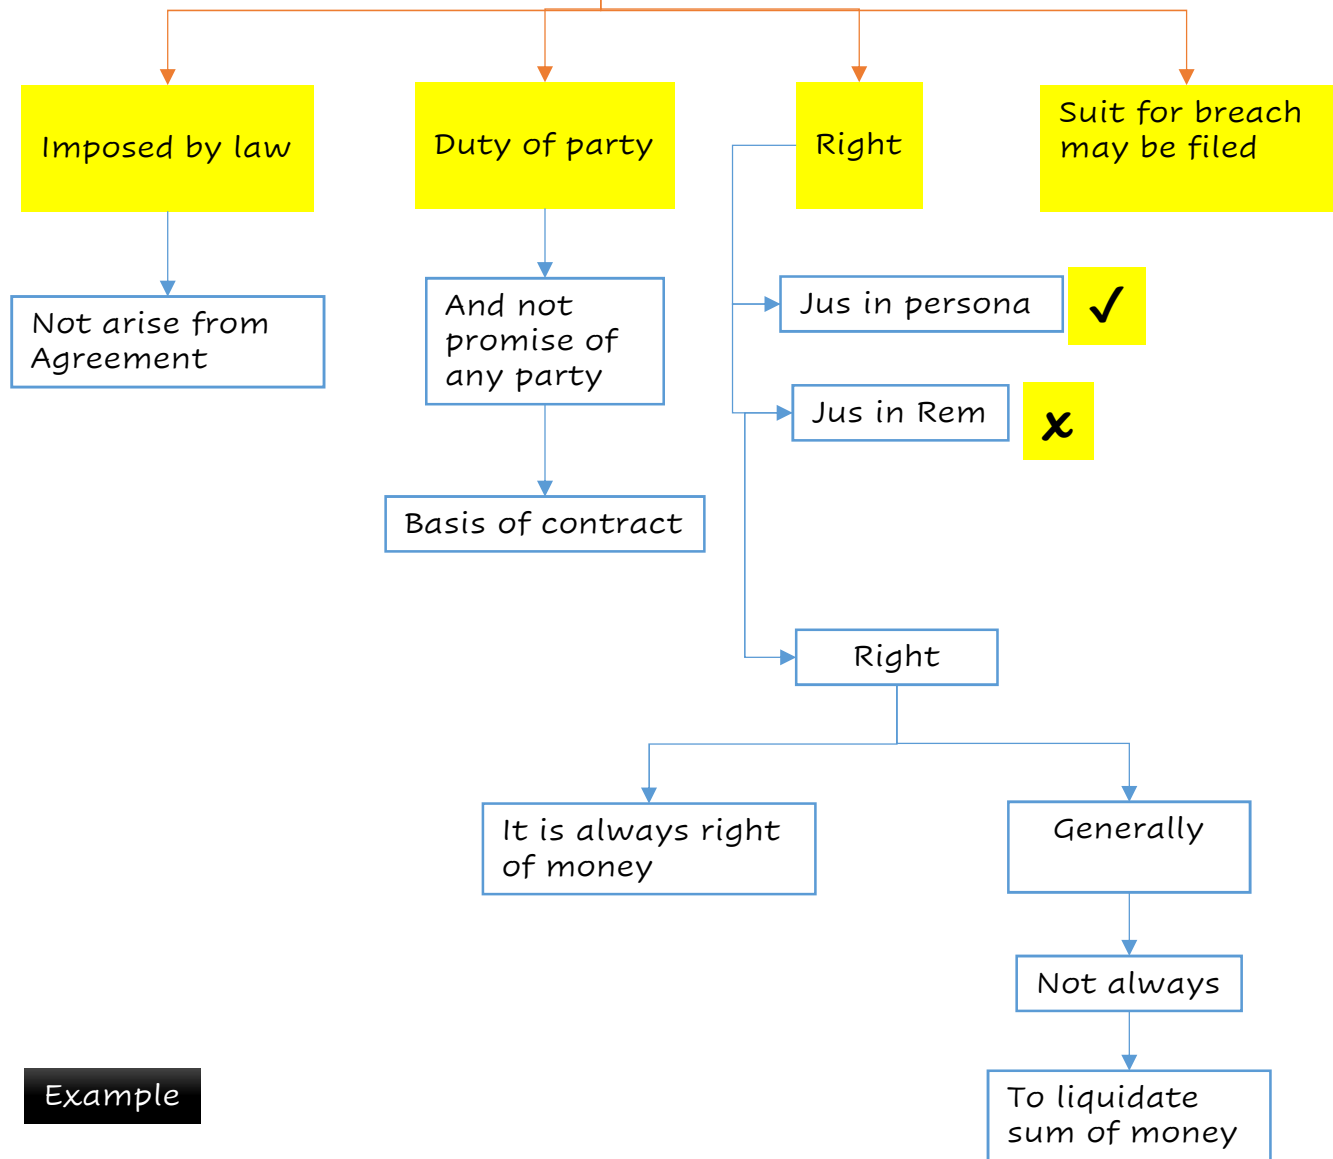 Imposed by law
Duty of party
Right
Suit for breach
may be filed
Not arise from
Agreement
And not
promise of
any party
Jus in persona
✓
Jus in Rem
x
Basis of contract
Right
It is always right
of money
Generally
Not always
Example
To liquidate
sum of money